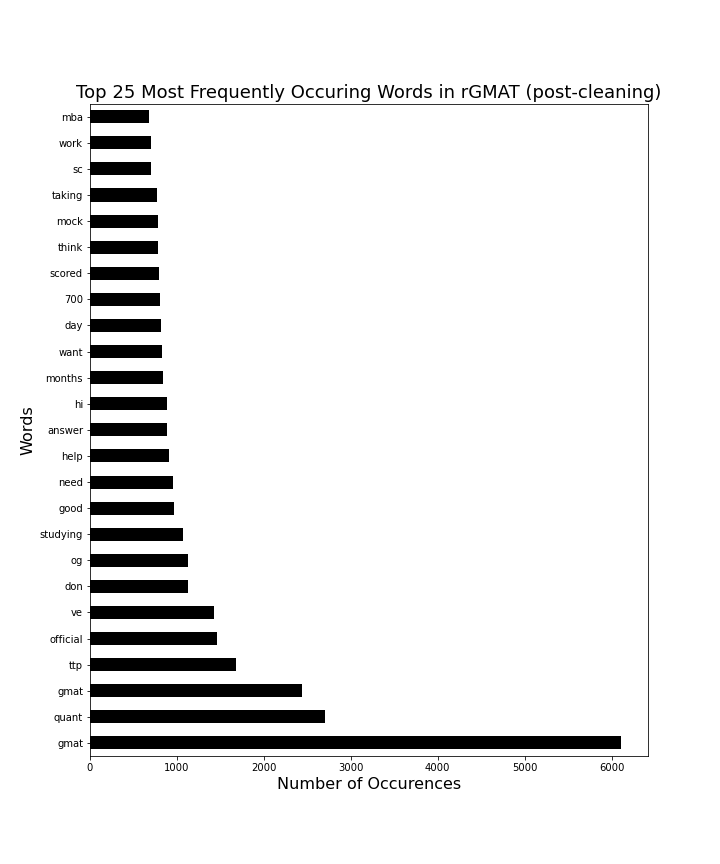 Top 25 Most Frequently Occuring Words in rGMAT (post-cleaning)
mba
work
sc
taking
mock
think
scored
700
day
want
months
hi
answer
help
need
good
studying
og
don
ve
official
ttp
gmat
quant
gmat
Words
0 1000 2000 3000 4000 5000 6000
Number of Occurences